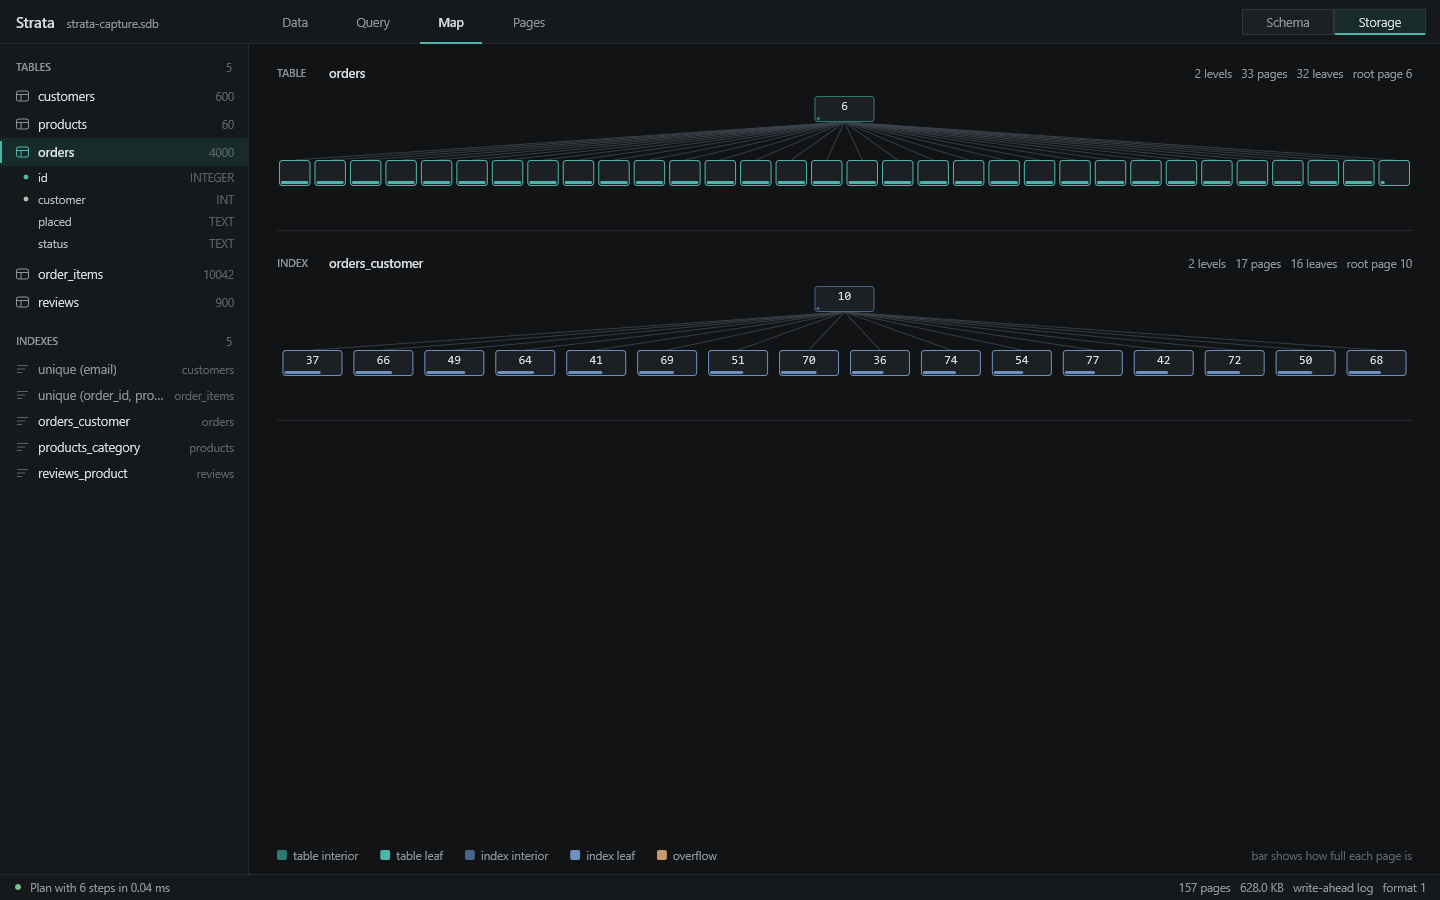 Strata strata-capture.sdb Data Query Map Pages Schema Storage
TABLES 5
customers 600
products 60
orders 4000
id INTEGER
customer INT
placed TEXT
status TEXT
order_items 10042
reviews 900
INDEXES 5
unique (email) customers
unique (order_id, pro... order_items
orders_customer orders
products_category products
reviews_product reviews
TABLE orders 2 levels 33 pages 32 leaves root page 6
6
INDEX orders_customer 2 levels 17 pages 16 leaves root page 10
10
37 66 49 64 41 69 51 70 36 74 54 77 42 72 50 68
table interior table leaf index interior index leaf overflow bar shows how full each page is
Plan with 6 steps in 0.04 ms 157 pages 628.0 KB write-ahead log format 1